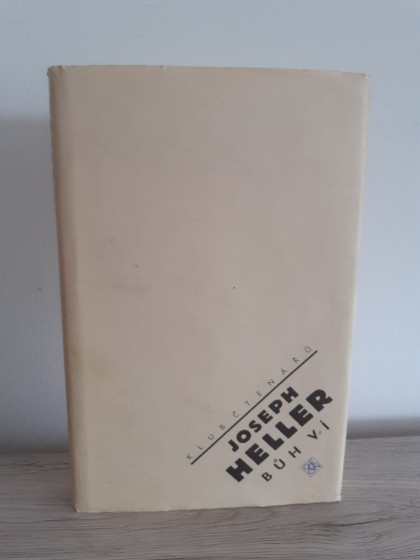 KLUB ČTENÁŘŮ
JOSEPH
HELLER
BŮH VÍ